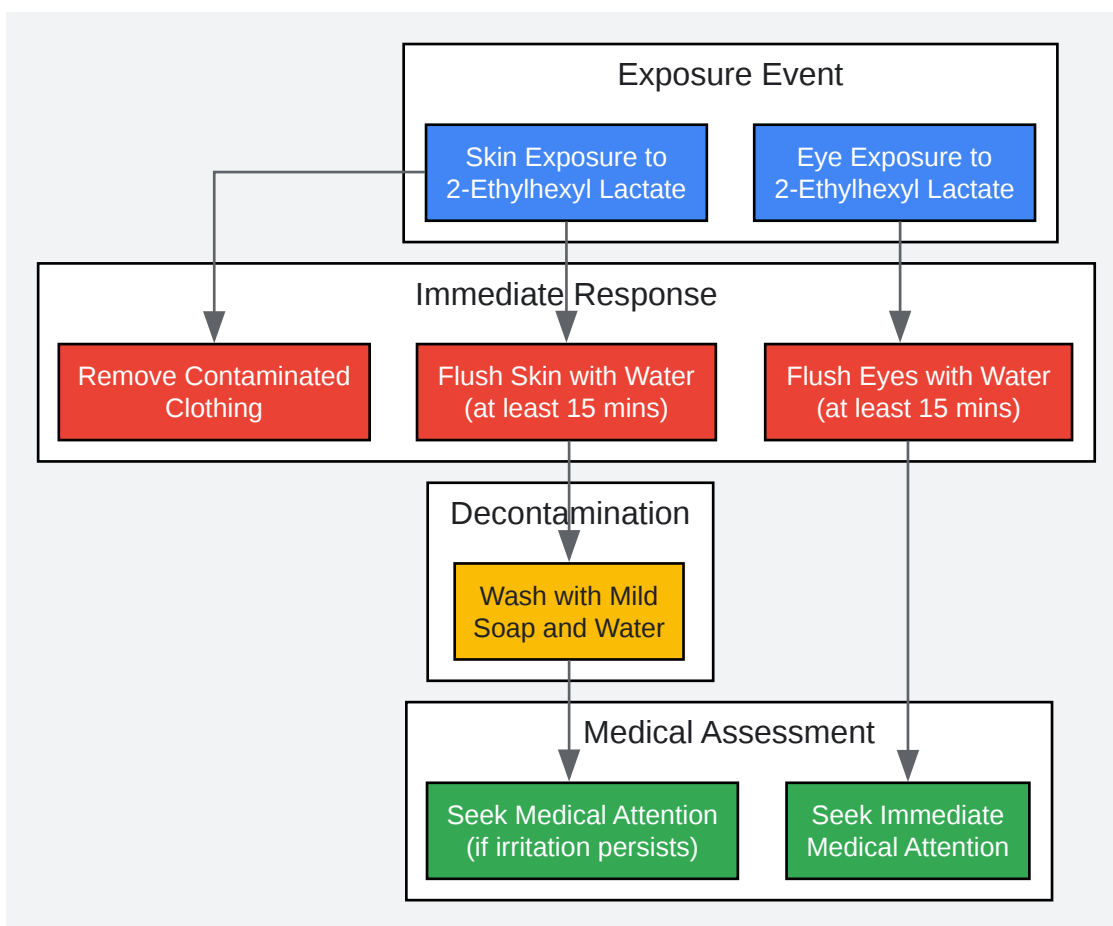 Exposure Event
Skin Exposure to
2-Ethylhexyl Lactate
Eye Exposure to
2-Ethylhexyl Lactate
Immediate Response
Remove Contaminated
Clothing
Flush Skin with Water
(at least 15 mins)
Flush Eyes with Water
(at least 15 mins)
Decontamination
Wash with Mild
Soap and Water
Medical Assessment
Seek Medical Attention
(if irritation persists)
Seek Immediate
Medical Attention